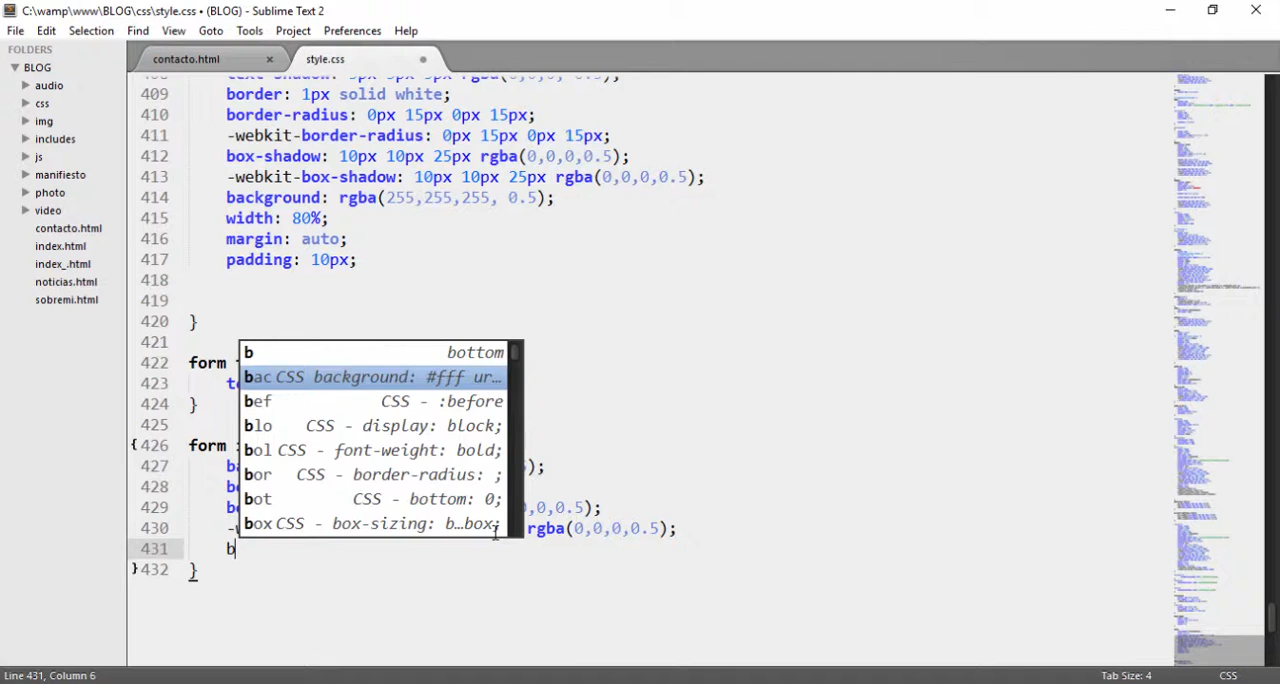 C:\wamp\www\BLOG\css\style.css • (BLOG) - Sublime Text 2
File Edit Selection Find View Goto Tools Project Preferences Help
FOLDERS
BLOG
audio
css
img
includes
js
manifiesto
photo
video
contacto.html
index.html
index_.html
noticias.html
sobremi.html
contacto.html × style.css
409 border: 1px solid white;
410 border-radius: 0px 15px 0px 15px;
411 -webkit-border-radius: 0px 15px 0px 15px;
412 box-shadow: 10px 10px 25px rgba(0,0,0,0.5);
413 -webkit-box-shadow: 10px 10px 25px rgba(0,0,0,0.5);
414 background: rgba(255,255,255, 0.5);
415 width: 80%;
416 margin: auto;
417 padding: 10px;
418
419
420 }
421
422 form
423
424 }
425
{426 form
427 );
428
429 ,0,0.5);
430 rgba(0,0,0,0.5);
431 b
}432 }
b bottom
bac CSS background: #fff ur…
bef CSS - :before
blo CSS - display: block;
bol CSS - font-weight: bold;
bor CSS - border-radius: ;
bot CSS - bottom: 0;
box CSS - box-sizing: b…box;
Line 431, Column 6
Tab Size: 4
CSS